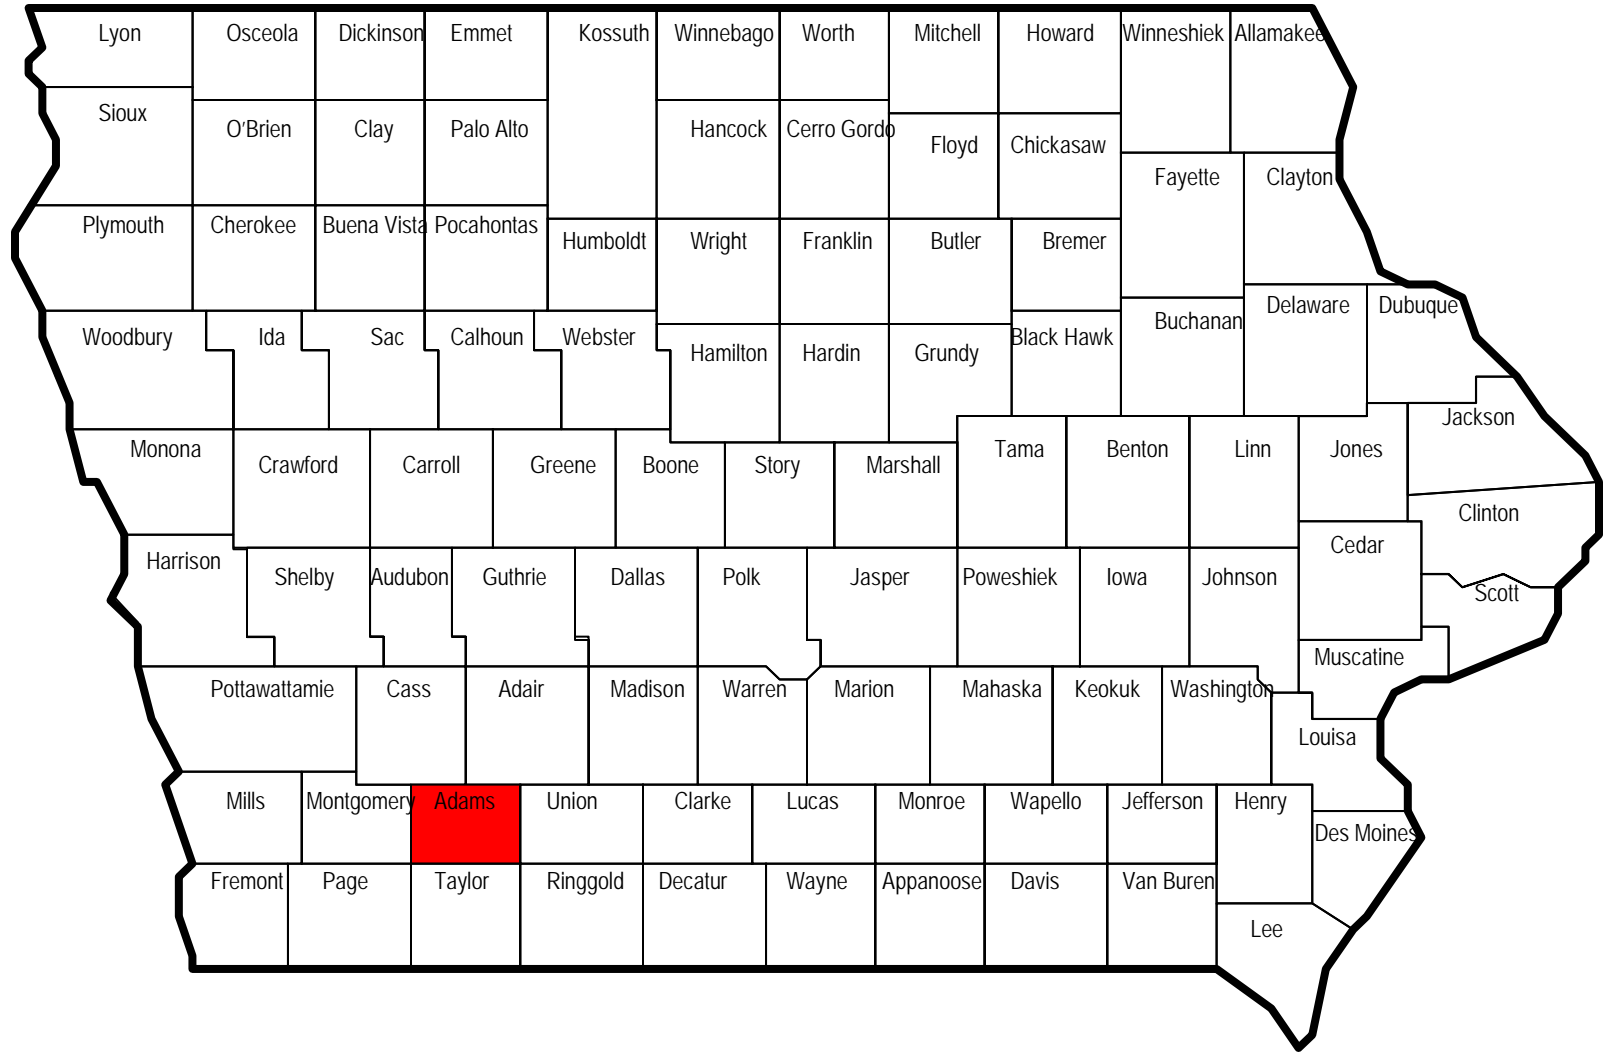 Lyon Osceola Dickinson Emmet Kossuth Winnebago Worth Mitchell Howard Winneshiek Allamakee
Sioux O'Brien Clay Palo Alto Hancock Cerro Gordo Floyd Chickasaw
Fayette Clayton
Plymouth Cherokee Buena Vista Pocahontas Humboldt Wright Franklin Butler Bremer
Woodbury Ida Sac Calhoun Webster Hamilton Hardin Grundy Black Hawk Buchanan Delaware Dubuque
Jackson
Monona Crawford Carroll Greene Boone Story Marshall Tama Benton Linn Jones
Clinton
Cedar
Harrison Shelby Audubon Guthrie Dallas Polk Jasper Poweshiek Iowa Johnson Scott
Muscatine
Pottawattamie Cass Adair Madison Warren Marion Mahaska Keokuk Washington
Louisa
Mills Montgomery Adams Union Clarke Lucas Monroe Wapello Jefferson Henry
Des Moines
Fremont Page Taylor Ringgold Decatur Wayne Appanoose Davis Van Buren
Lee